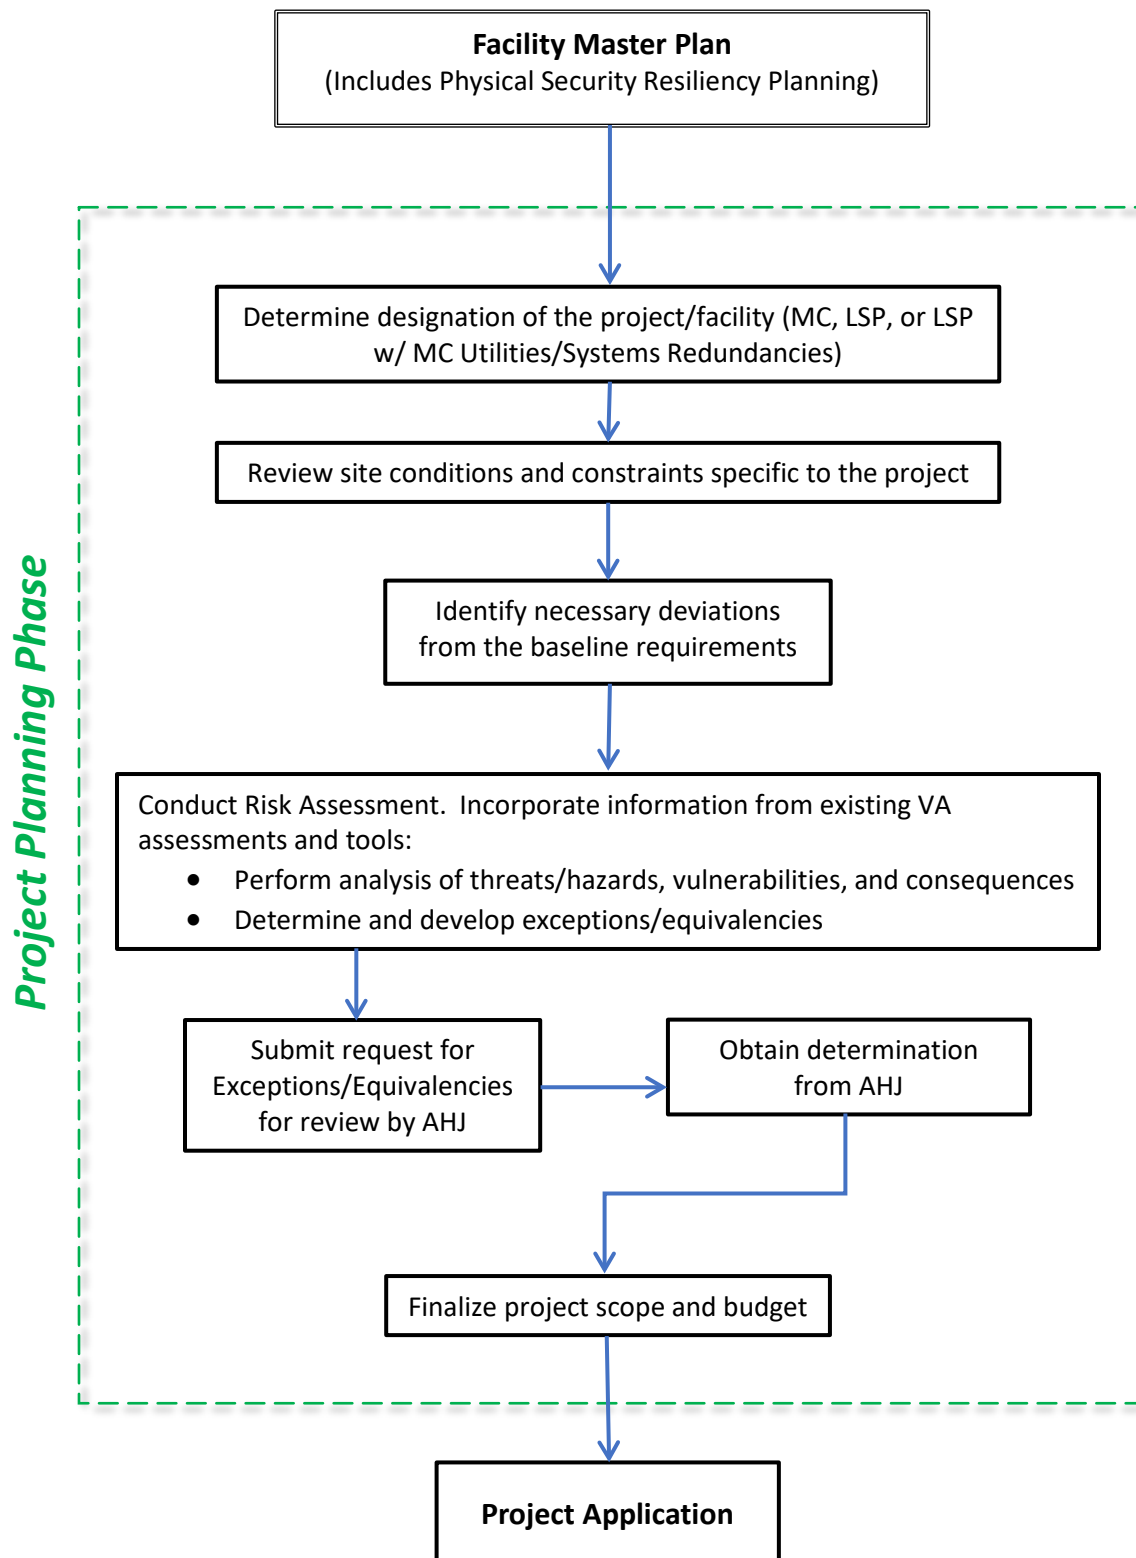 Facility Master Plan
(Includes Physical Security Resiliency Planning)
Project Planning Phase
Determine designation of the project/facility (MC, LSP, or LSP
w/ MC Utilities/Systems Redundancies)
Review site conditions and constraints specific to the project
Identify necessary deviations
from the baseline requirements
Conduct Risk Assessment.  Incorporate information from existing VA
assessments and tools:
• Perform analysis of threats/hazards, vulnerabilities, and consequences
• Determine and develop exceptions/equivalencies
Submit request for
Exceptions/Equivalencies
for review by AHJ
Obtain determination
from AHJ
Finalize project scope and budget
Project Application